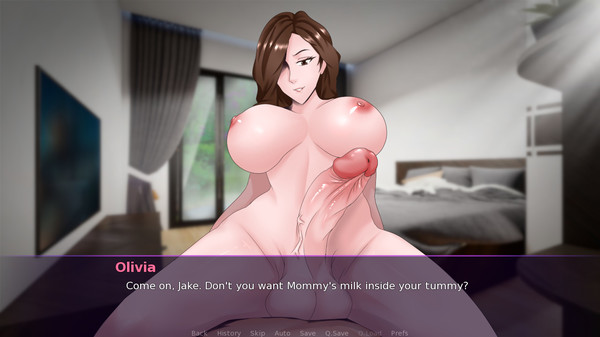 Olivia
Come on, Jake. Don't you want Mommy's milk inside your tummy?
Back History Skip Auto Save Q.Save Q.Load Prefs